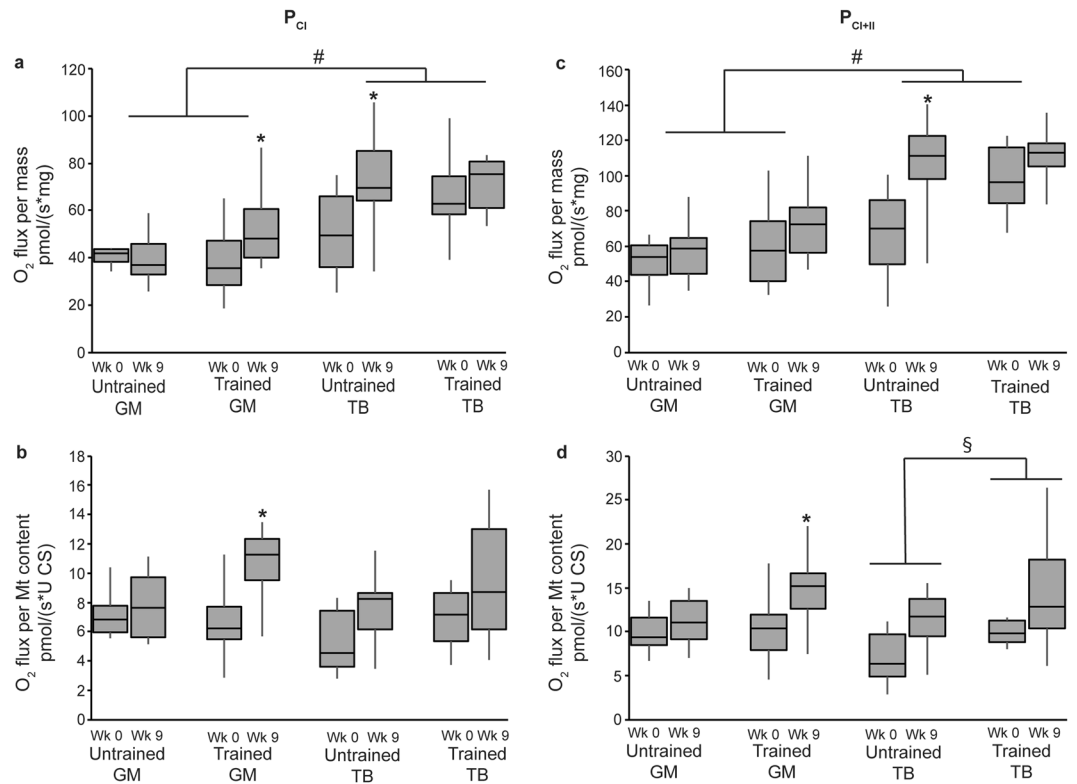 P CI
P CI+II
a
#
120
100
80
60
40
20
0
*
*
O2 flux per mass
pmol/(s*mg)
Wk 0 Wk 9 Wk 0 Wk 9 Wk 0 Wk 9 Wk 0 Wk 9
Untrained Trained Untrained Trained
GM GM TB TB
c
#
160
140
120
100
80
60
40
20
0
*
O2 flux per mass
pmol/(s*mg)
Wk 0 Wk 9 Wk 0 Wk 9 Wk 0 Wk 9 Wk 0 Wk 9
Untrained Trained Untrained Trained
GM GM TB TB
b
18
16
14
12
10
8
6
4
2
0
*
O2 flux per Mt content
pmol/(s*U CS)
Wk 0 Wk 9 Wk 0 Wk 9 Wk 0 Wk 9 Wk 0 Wk 9
Untrained Trained Untrained Trained
GM GM TB TB
d
§
30
25
20
15
10
5
0
*
O2 flux per Mt content
pmol/(s*U CS)
Wk 0 Wk 9 Wk 0 Wk 9 Wk 0 Wk 9 Wk 0 Wk 9
Untrained Trained Untrained Trained
GM GM TB TB